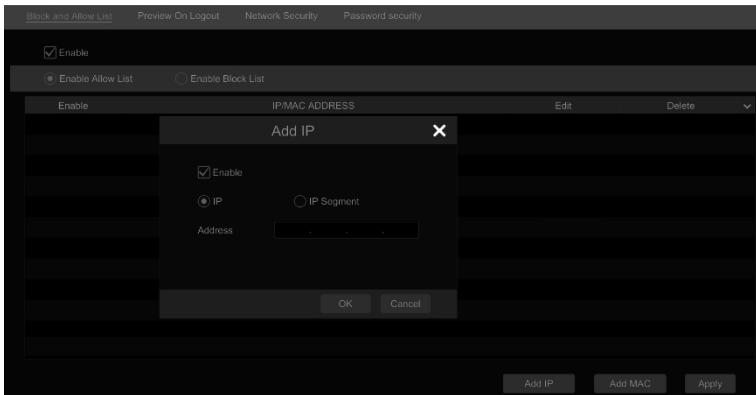 Block and Allow List Preview On Logout Network Security Password security
Enable
Enable Allow List Enable Block List
Enable IP/MAC ADDRESS Edit Delete
Add IP
Enable
IP IP Segment
Address . . .
OK Cancel
Add IP Add MAC Apply